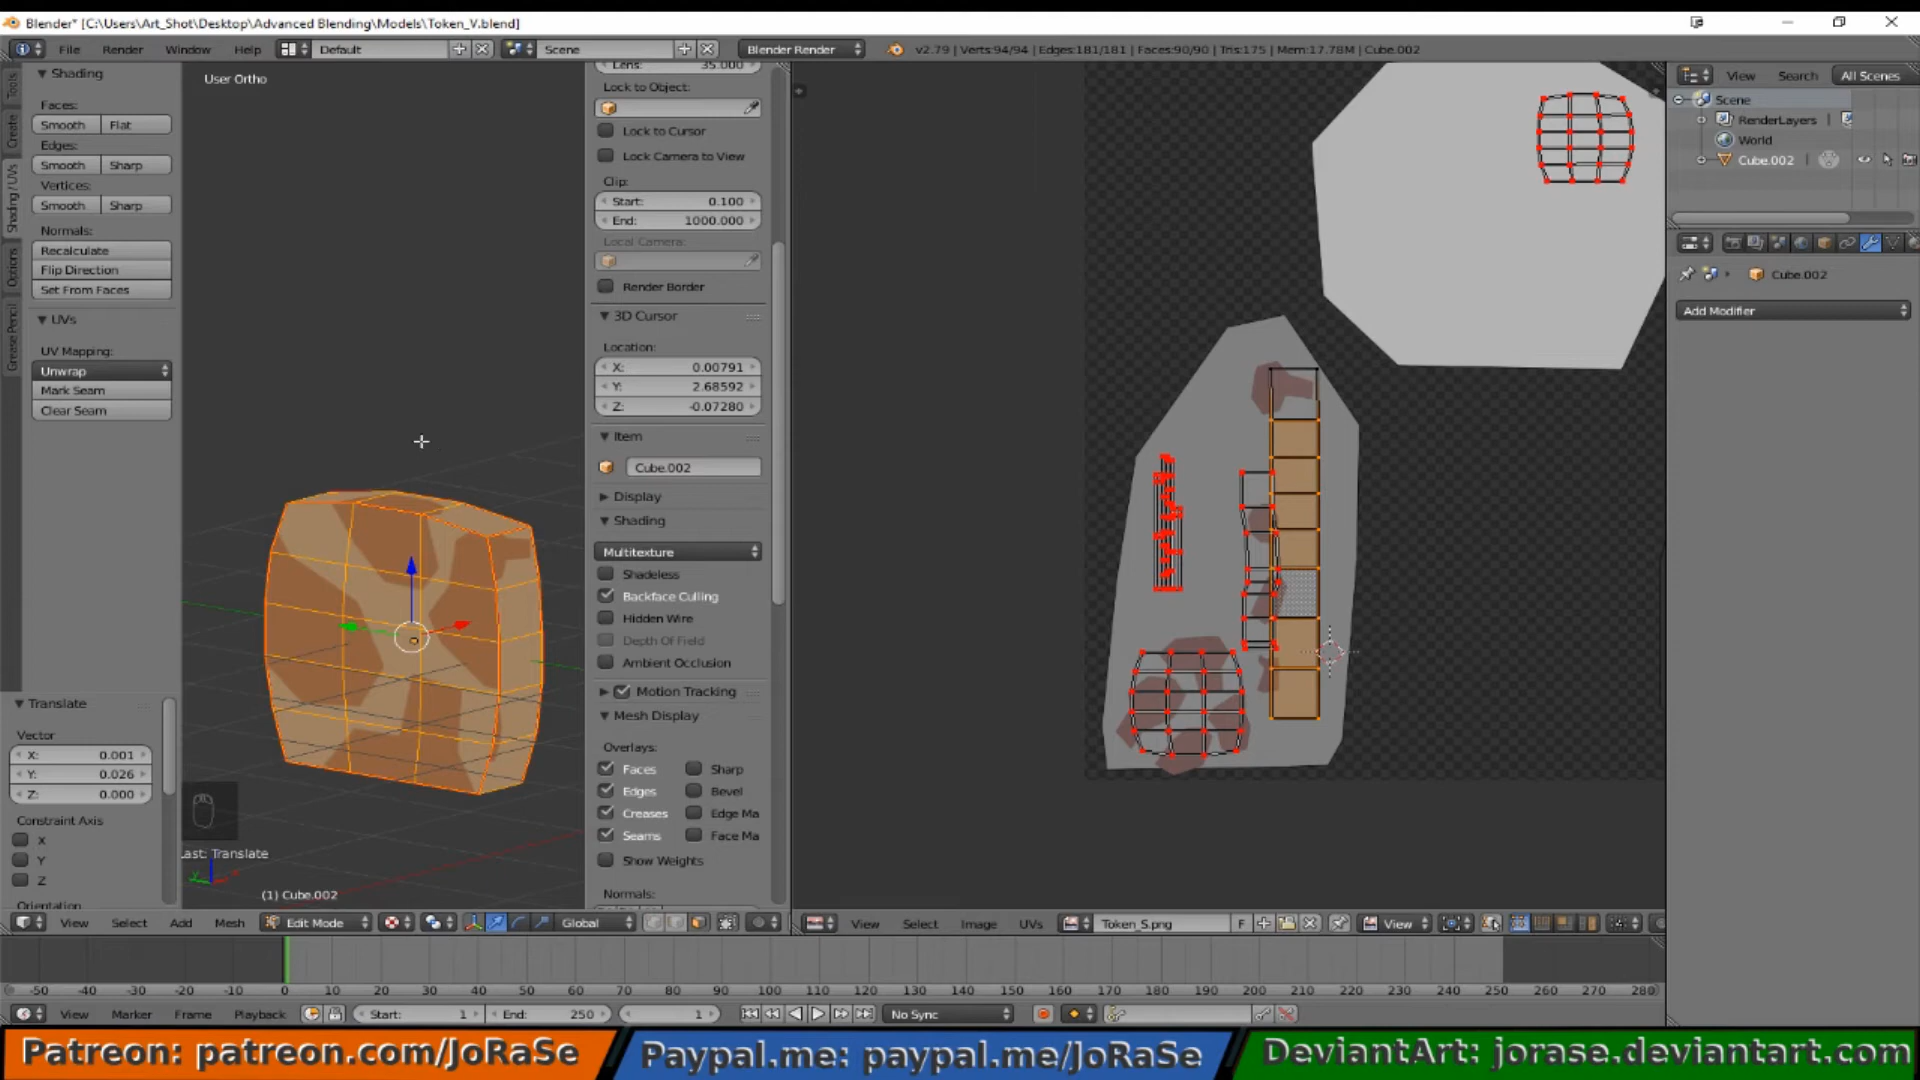 Blender* [C:\Users\Art_Shot\Desktop\Advanced Blending\Models\Token_V.blend]
File Render Window Help Default Scene Blender Render v2.79 | Verts:94/94 | Edges:181/181 | Faces:90/90 | Tris:175 | Mem:17.78M | Cube.002
Tools
Create
Shading / UVs
Options
Grease Pencil
Shading
Faces:
Smooth Flat
Edges:
Smooth Sharp
Vertices:
Smooth Sharp
Normals:
Recalculate
Flip Direction
Set From Faces
UVs
UV Mapping:
Unwrap
Mark Seam
Clear Seam
Translate
Vector
X: 0.001
Y: 0.026
Z: 0.000
Constraint Axis
X
Y
Z
Orientation
User Ortho
Last: Translate
(1) Cube.002
Lens: 35.000
Lock to Object:
Lock to Cursor
Lock Camera to View
Clip:
Start: 0.100
End: 1000.000
Local Camera:
Render Border
3D Cursor
Location:
X: 0.00791
Y: 2.68592
Z: -0.07280
Item
Cube.002
Display
Shading
Multitexture
Shadeless
Backface Culling
Hidden Wire
Depth Of Field
Ambient Occlusion
Motion Tracking
Mesh Display
Overlays:
Faces Sharp
Edges Bevel
Creases Edge Ma
Seams Face Ma
Show Weights
Normals:
View Search All Scenes
Scene
RenderLayers
World
Cube.002
Cube.002
Add Modifier
View Select Add Mesh Edit Mode Global
View Select Image UVs Token_S.png F View
-50 -40 -30 -20 -10 0 10 20 30 40 50 60 70 80 90 100 110 120 130 140 150 160 170 180 190 200 210 220 230 240 250 260 270 280
View Marker Frame Playback Start: 1 End: 250 1 No Sync
Patreon: patreon.com/JoRaSe Paypal.me: paypal.me/JoRaSe DeviantArt: jorase.deviantart.com